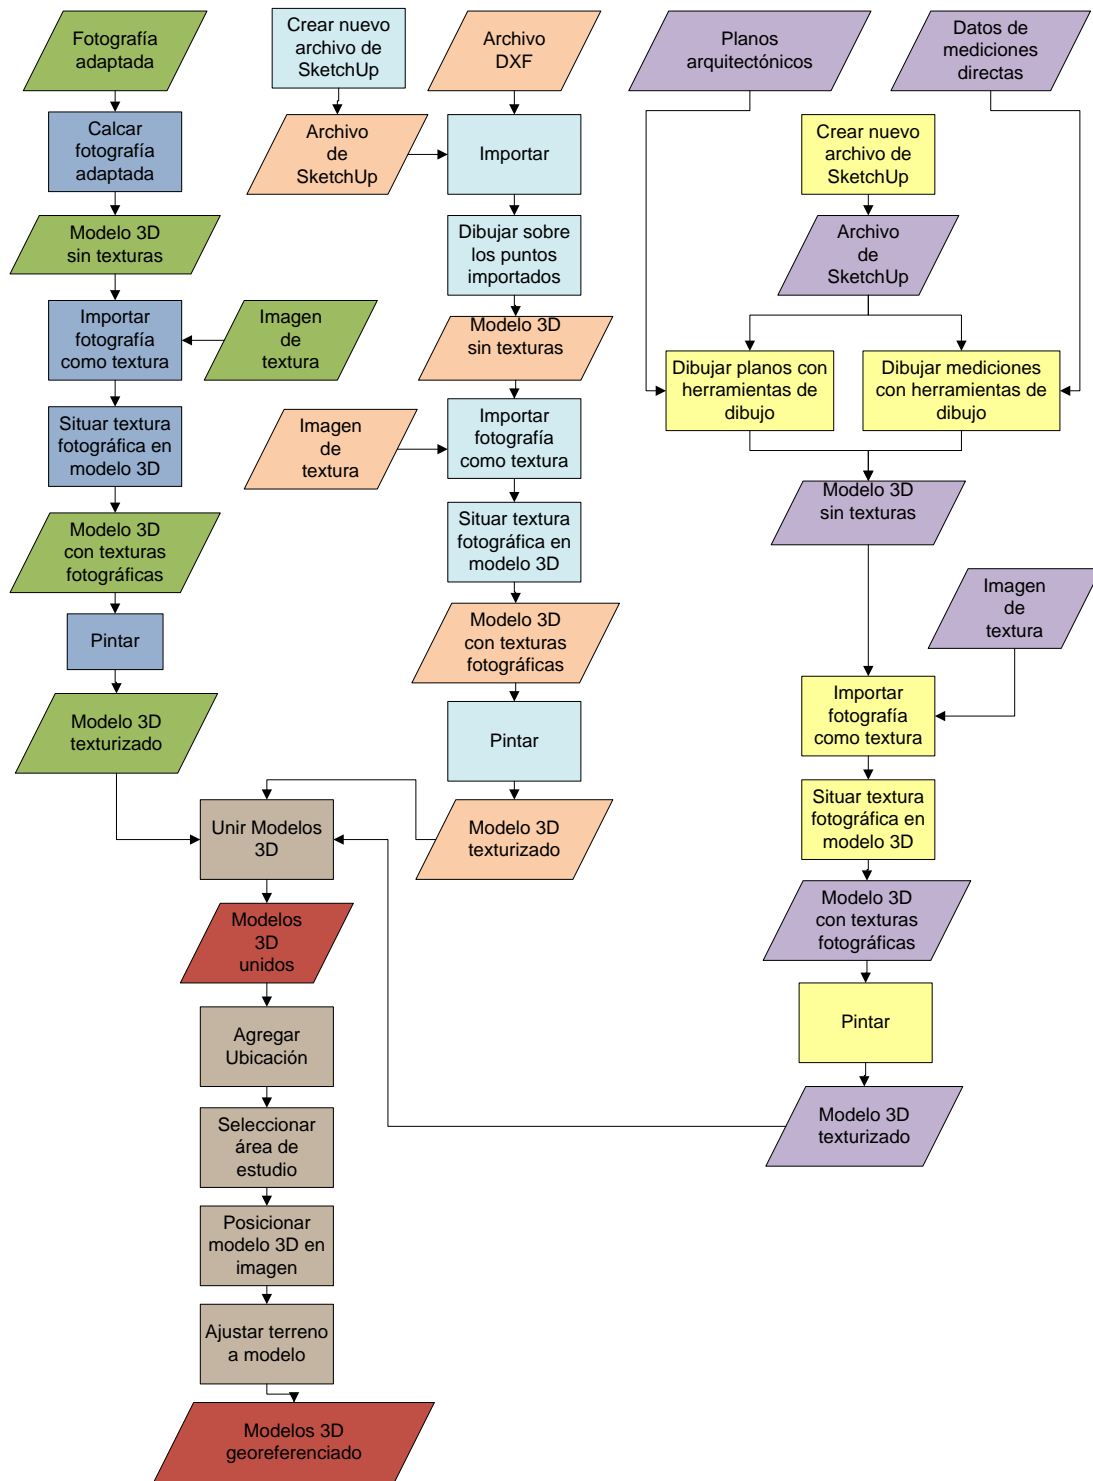 Fotografía
adaptada
Calcar
fotografía
adaptada
Modelo 3D
sin texturas
Importar
fotografía
como textura
Imagen
de
textura
Situar textura
fotográfica en
modelo 3D
Modelo 3D
con texturas
fotográficas
Pintar
Modelo 3D
texturizado
Crear nuevo
archivo de
SketchUp
Archivo
de
SketchUp
Archivo
DXF
Importar
Dibujar sobre
los puntos
importados
Modelo 3D
sin texturas
Imagen
de
textura
Importar
fotografía
como textura
Situar textura
fotográfica en
modelo 3D
Modelo 3D
con texturas
fotográficas
Pintar
Modelo 3D
texturizado
Planos
arquitectónicos
Datos de
mediciones
directas
Crear nuevo
archivo de
SketchUp
Archivo
de
SketchUp
Dibujar planos con
herramientas de
dibujo
Dibujar mediciones
con herramientas
de dibujo
Modelo 3D
sin texturas
Imagen
de
textura
Importar
fotografía
como textura
Situar textura
fotográfica en
modelo 3D
Modelo 3D
con texturas
fotográficas
Pintar
Modelo 3D
texturizado
Unir Modelos
3D
Modelos
3D
unidos
Agregar
Ubicación
Seleccionar
área de
estudio
Posicionar
modelo 3D en
imagen
Ajustar terreno
a modelo
Modelos 3D
georeferenciado